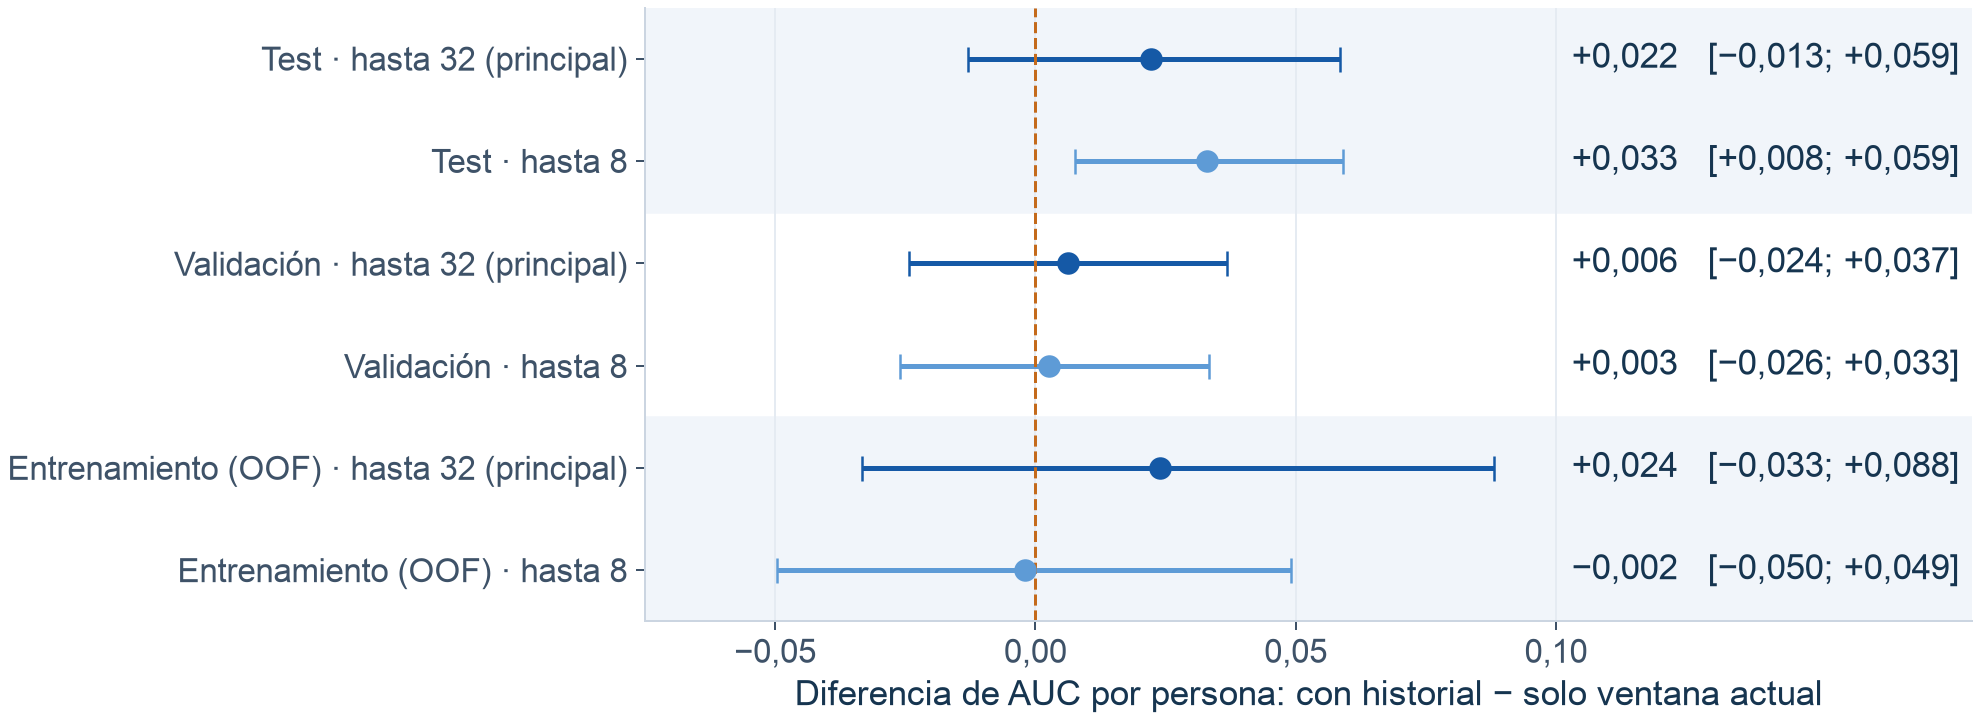 Test · hasta 32 (principal) +0,022 [−0,013; +0,059]
Test · hasta 8 +0,033 [+0,008; +0,059]
Validación · hasta 32 (principal) +0,006 [−0,024; +0,037]
Validación · hasta 8 +0,003 [−0,026; +0,033]
Entrenamiento (OOF) · hasta 32 (principal) +0,024 [−0,033; +0,088]
Entrenamiento (OOF) · hasta 8 −0,002 [−0,050; +0,049]
−0,05 0,00 0,05 0,10
Diferencia de AUC por persona: con historial − solo ventana actual